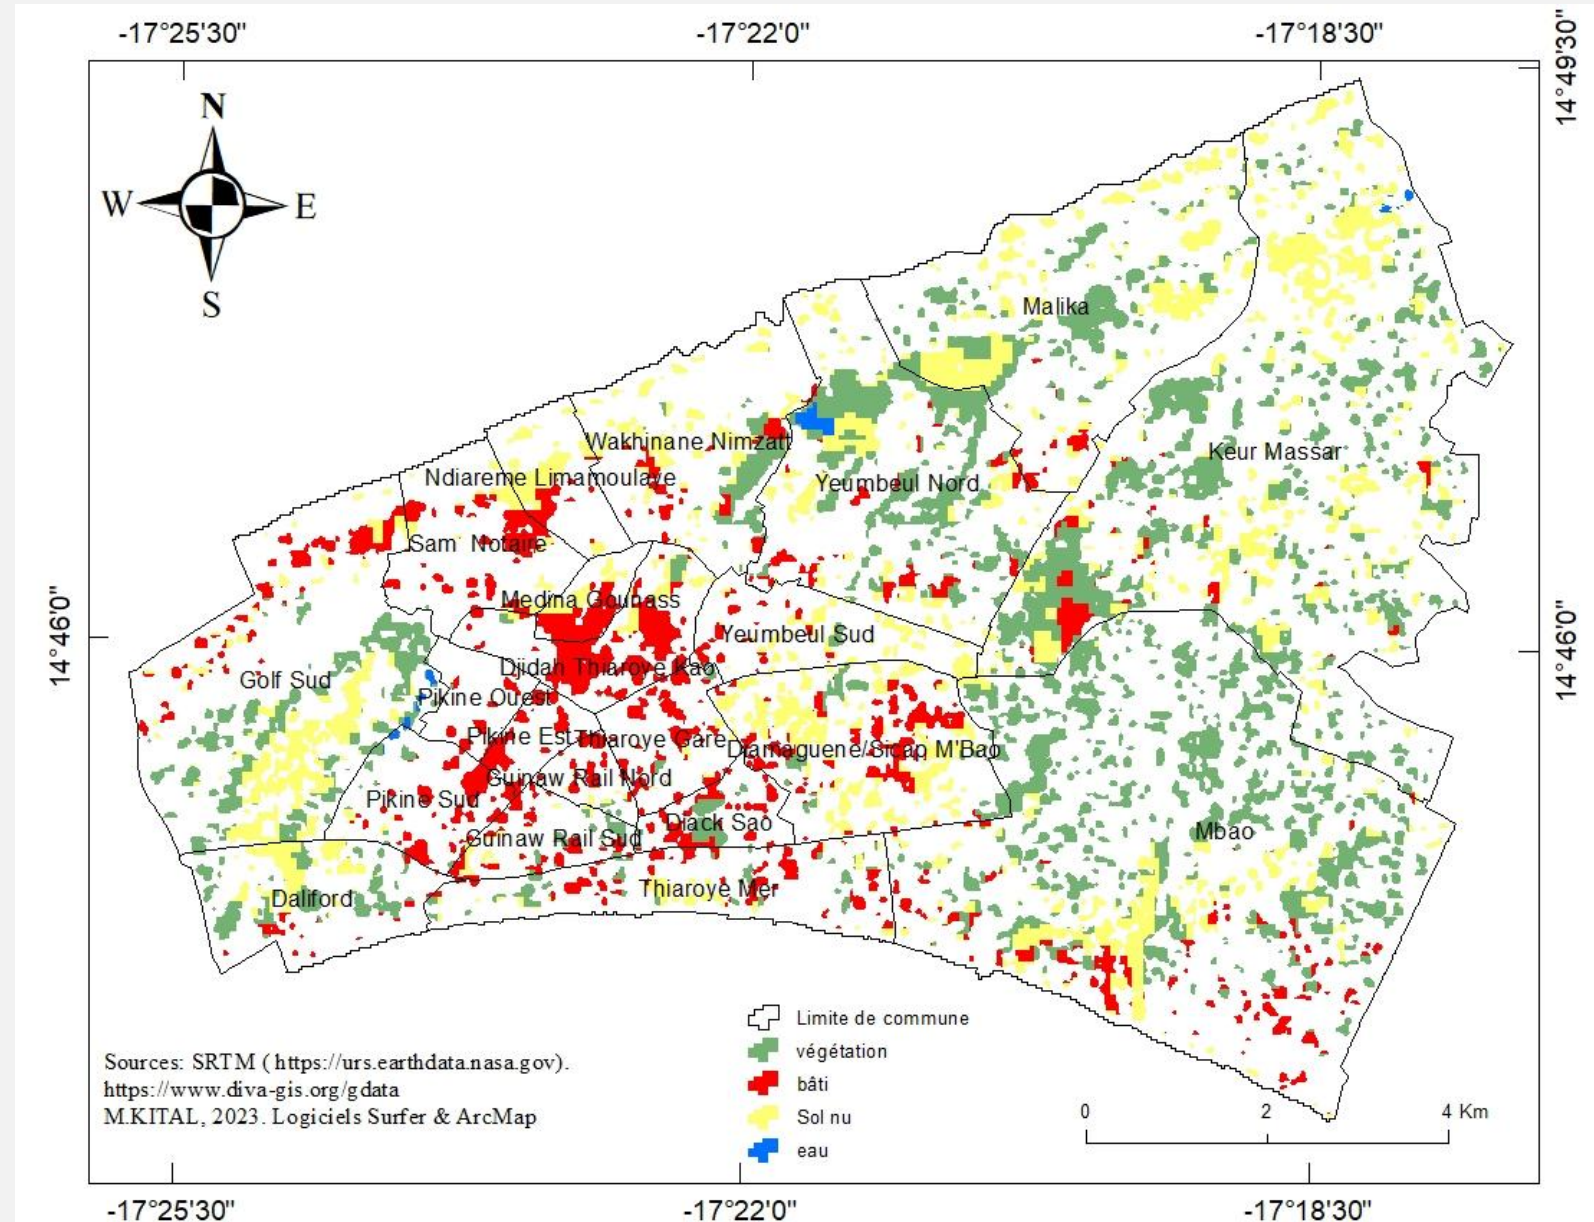 -17°25'30" -17°22'0" -17°18'30"
14°49'30"
N
W E
S
Malika
Wakhinane Nimzatt
Keur Massar
Ndiareme Limamoulaye
Yeumbeul Nord
Sam Notaire
Medina Gounass
14°46'0" 14°46'0"
Yeumbeul Sud
Djidah Thiaroye Kao
Golf Sud
Pikine Ouest
Pikine Est Thiaroye Gare
Diamaguene/Sicap M'Bao
Guinaw Rail Nord
Pikine Sud
Diack Sao
Guinaw Rail Sud
Mbao
Thiaroye Mer
Daliford
Limite de commune
végétation
bâti
Sol nu
eau
Sources: SRTM ( https://urs.earthdata.nasa.gov).
https://www.diva-gis.org/gdata
M.KITAL, 2023. Logiciels Surfer & ArcMap
0 2 4 Km
-17°25'30" -17°22'0" -17°18'30"